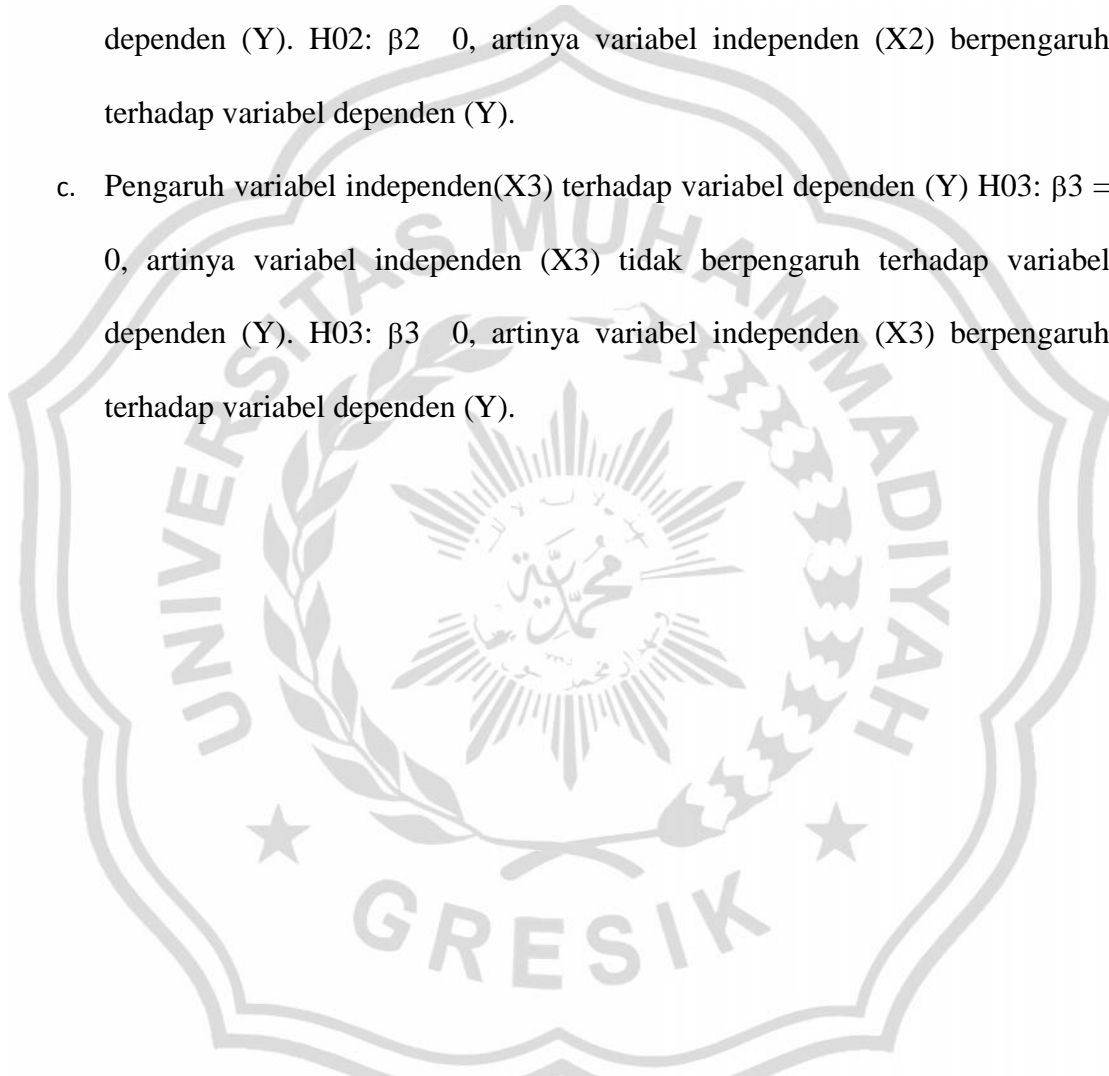 dependen (Y). H02: β2 0, artinya variabel independen (X2) berpengaruh
terhadap variabel dependen (Y).
c. Pengaruh variabel independen(X3) terhadap variabel dependen (Y) H03: β3 =
0, artinya variabel independen (X3) tidak berpengaruh terhadap variabel
dependen (Y). H03: β3 0, artinya variabel independen (X3) berpengaruh
terhadap variabel dependen (Y).
UNIVERSITAS MUHAMMADIYAH
GRESIK